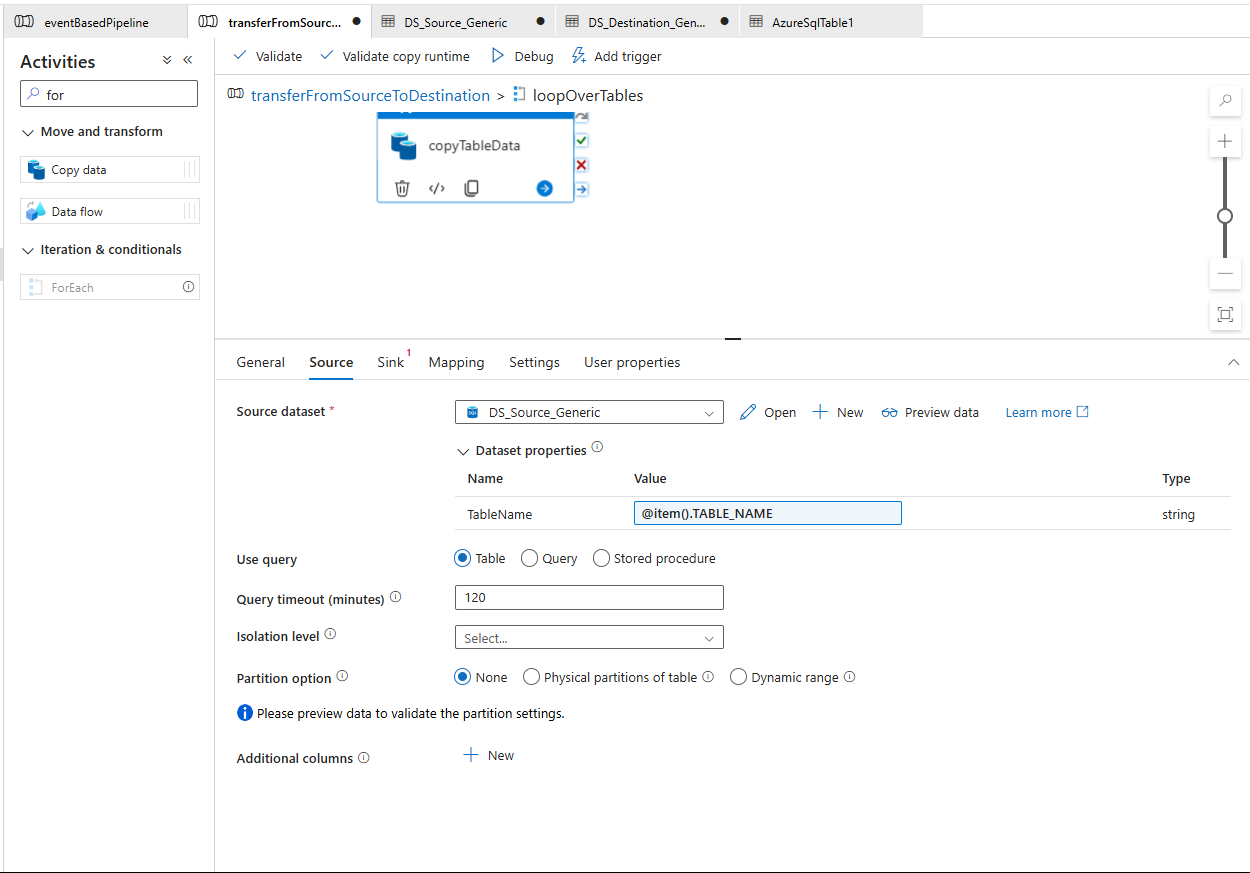 eventBasedPipeline
transferFromSourc...
DS_Source_Generic
DS_Destination_Gen...
AzureSqlTable1
Activities
for
Move and transform
Copy data
Data flow
Iteration & conditionals
ForEach
Validate
Validate copy runtime
Debug
Add trigger
transferFromSourceToDestination > loopOverTables
copyTableData
General
Source
Sink 1
Mapping
Settings
User properties
Source dataset *
DS_Source_Generic
Open
New
Preview data
Learn more
Dataset properties
Name Value Type
TableName @item().TABLE_NAME string
Use query
Table
Query
Stored procedure
Query timeout (minutes)
120
Isolation level
Select...
Partition option
None
Physical partitions of table
Dynamic range
Please preview data to validate the partition settings.
Additional columns
New